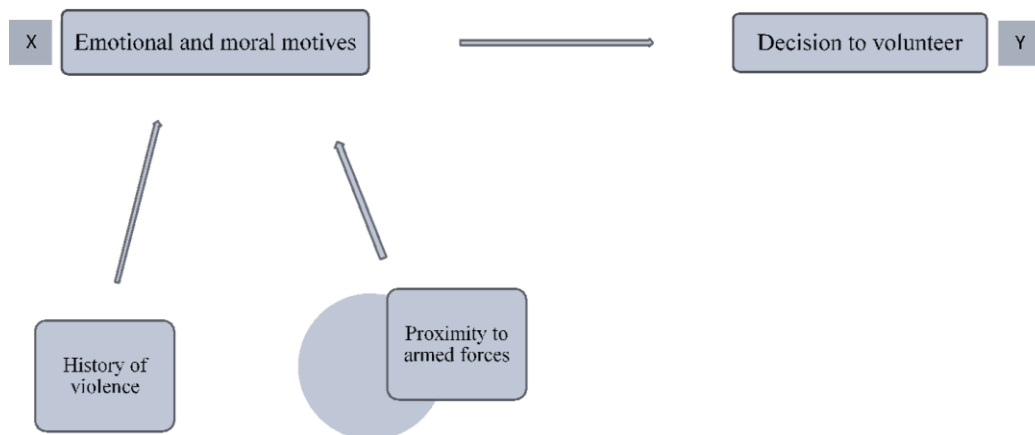 X
Emotional and moral motives
Decision to volunteer
Y
History of
violence
Proximity to
armed forces